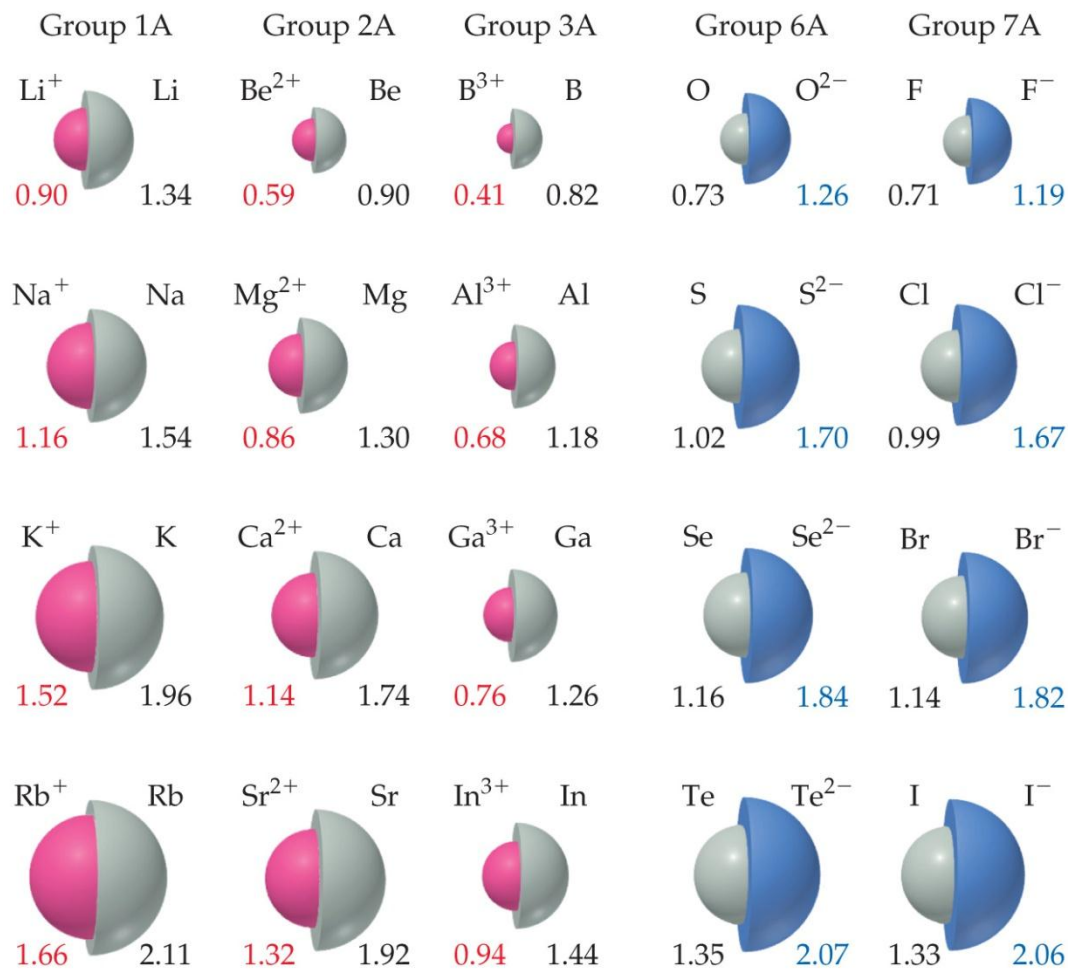 Group 1A Group 2A Group 3A Group 6A Group 7A
Li⁺ Li Be²⁺ Be B³⁺ B O O²⁻ F F⁻
0.90 1.34 0.59 0.90 0.41 0.82 0.73 1.26 0.71 1.19
Na⁺ Na Mg²⁺ Mg Al³⁺ Al S S²⁻ Cl Cl⁻
1.16 1.54 0.86 1.30 0.68 1.18 1.02 1.70 0.99 1.67
K⁺ K Ca²⁺ Ca Ga³⁺ Ga Se Se²⁻ Br Br⁻
1.52 1.96 1.14 1.74 0.76 1.26 1.16 1.84 1.14 1.82
Rb⁺ Rb Sr²⁺ Sr In³⁺ In Te Te²⁻ I I⁻
1.66 2.11 1.32 1.92 0.94 1.44 1.35 2.07 1.33 2.06